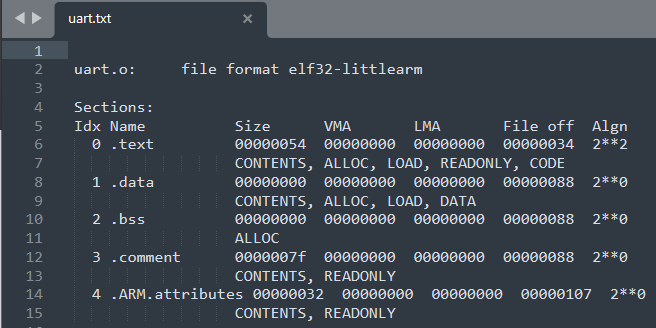 uart.txt
1
2 uart.o:     file format elf32-littlearm
3
4 Sections:
5 Idx Name          Size      VMA       LMA       File off  Algn
6   0 .text         00000054  00000000  00000000  00000034  2**2
7                   CONTENTS, ALLOC, LOAD, READONLY, CODE
8   1 .data         00000000  00000000  00000000  00000088  2**0
9                   CONTENTS, ALLOC, LOAD, DATA
10   2 .bss          00000000  00000000  00000000  00000088  2**0
11                   ALLOC
12   3 .comment      0000007f  00000000  00000000  00000088  2**0
13                   CONTENTS, READONLY
14   4 .ARM.attributes 00000032  00000000  00000000  00000107  2**0
15                   CONTENTS, READONLY